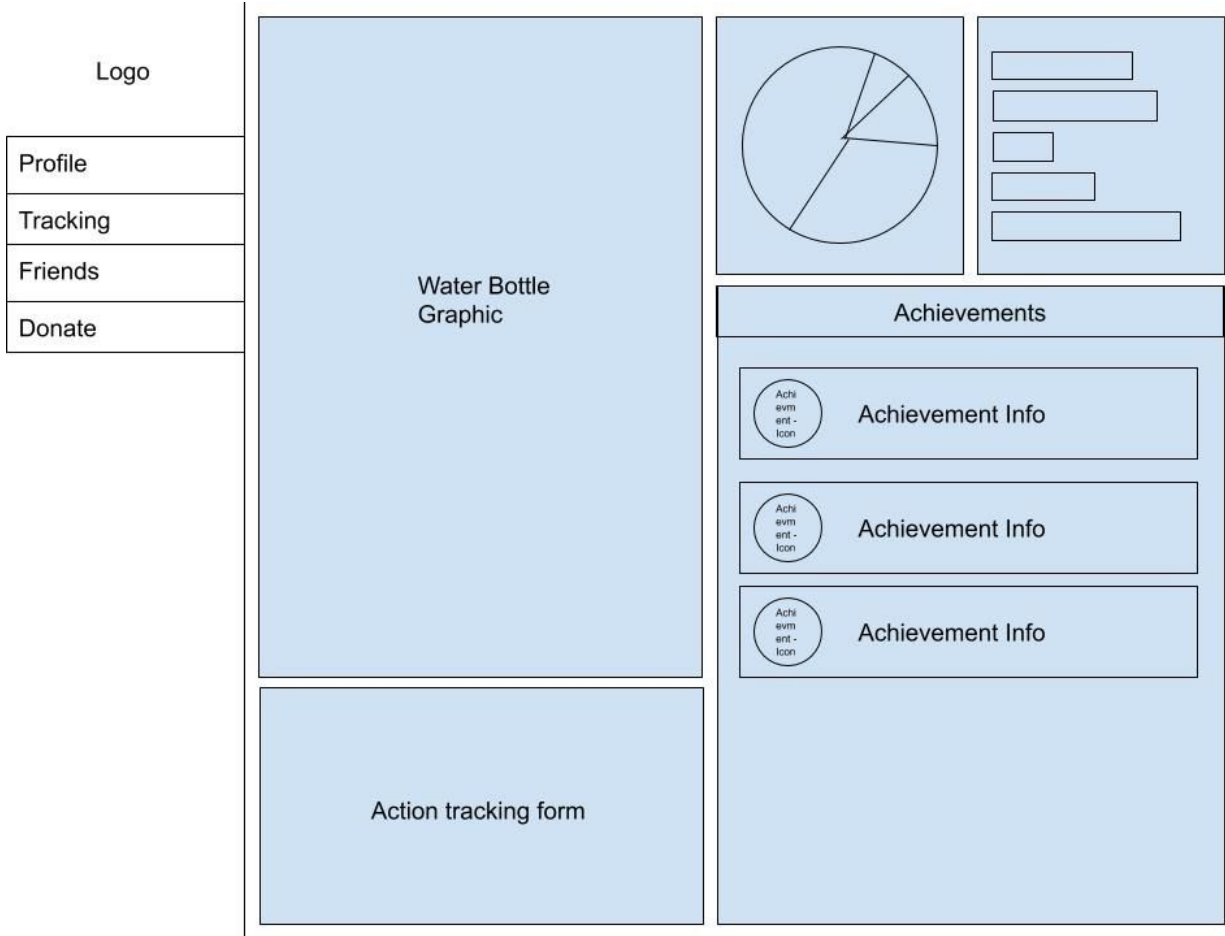 Logo
Profile
Tracking
Friends
Donate
Water Bottle
Graphic
Action tracking form
Achievements
Achi
evm
ent -
Icon
Achievement Info
Achi
evm
ent -
Icon
Achievement Info
Achi
evm
ent -
Icon
Achievement Info